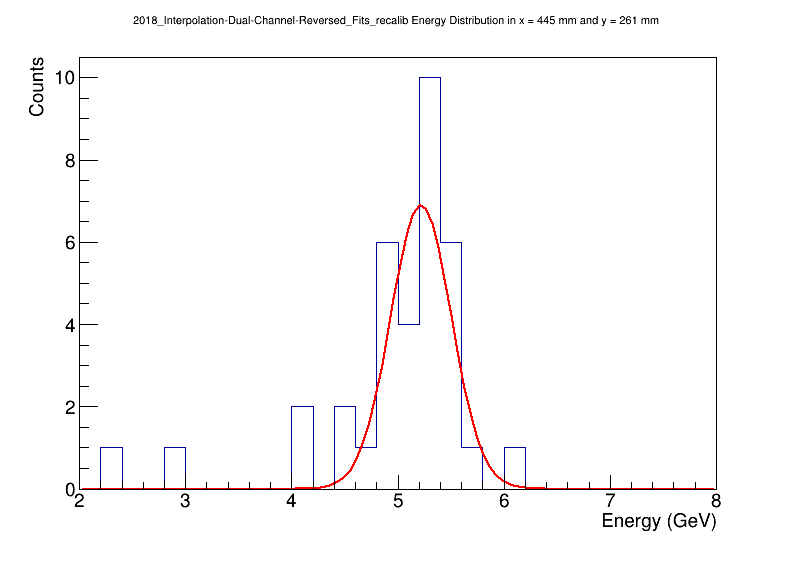 2018_Interpolation-Dual-Channel-Reversed_Fits_recalib Energy Distribution in x = 445 mm and y = 261 mm
Counts
10
8
6
4
2
0
2 3 4 5 6 7 8
Energy (GeV)